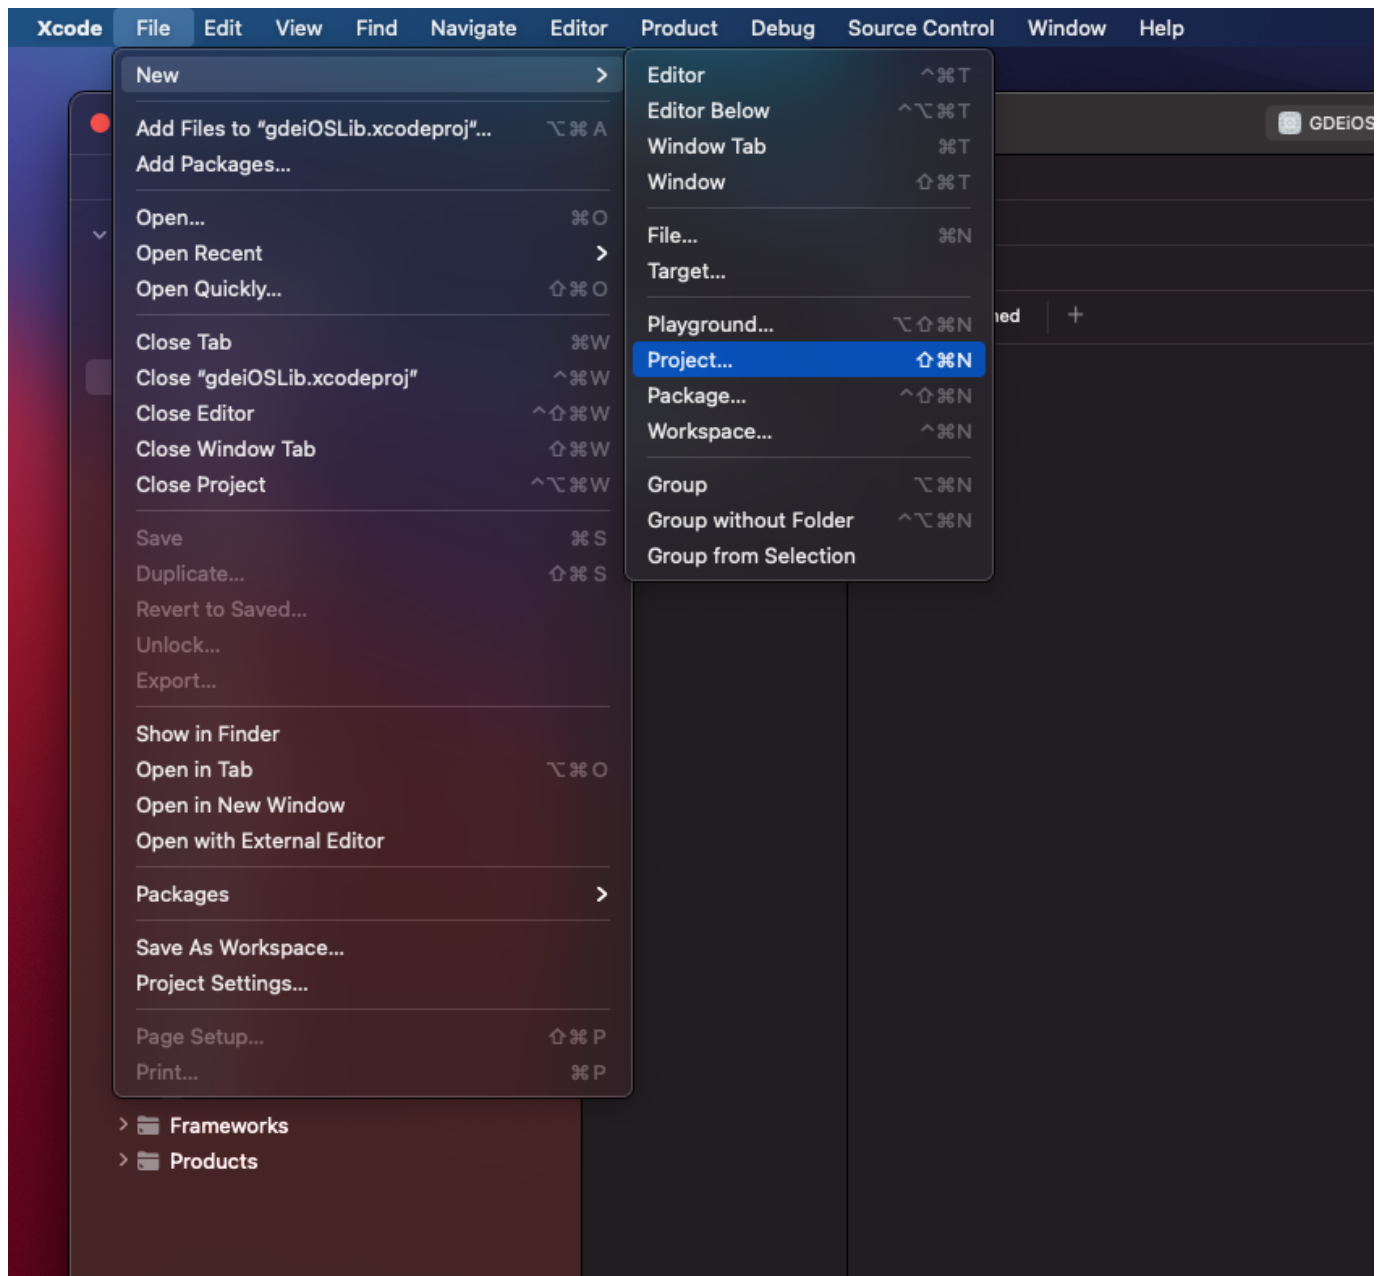 Xcode File Edit View Find Navigate Editor Product Debug Source Control Window Help
New >
Add Files to “gdeiOSLib.xcodeproj”... ⌥⌘A
Add Packages...
Open... ⌘O
Open Recent >
Open Quickly... ⇧⌘O
Close Tab ⌘W
Close “gdeiOSLib.xcodeproj” ^⌘W
Close Editor ^⇧⌘W
Close Window Tab ⇧⌘W
Close Project ^⌥⌘W
Save ⌘S
Duplicate... ⇧⌘S
Revert to Saved...
Unlock...
Export...
Show in Finder
Open in Tab ⌥⌘O
Open in New Window
Open with External Editor
Packages >
Save As Workspace...
Project Settings...
Page Setup... ⇧⌘P
Print... ⌘P
Editor ^⌘T
Editor Below ^⌥⌘T
Window Tab ⌘T
Window ⇧⌘T
File... ⌘N
Target...
Playground... ⌥⇧⌘N
Project... ⇧⌘N
Package... ^⇧⌘N
Workspace... ^⌘N
Group ⌥⌘N
Group without Folder ^⌥⌘N
Group from Selection
GDEiOS
Frameworks
Products